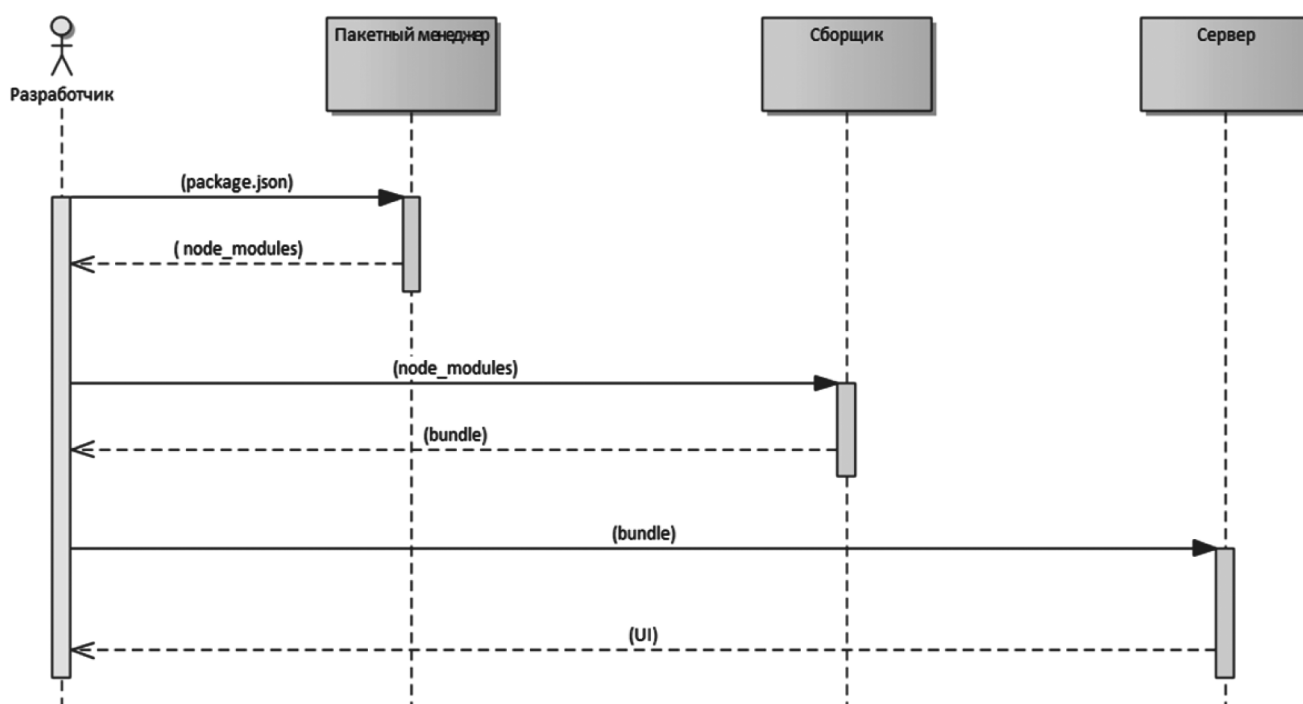 Пакетный менеджер
Сборщик
Сервер
Разработчик
(package.json)
( node_modules)
(node_modules)
(bundle)
(bundle)
(UI)